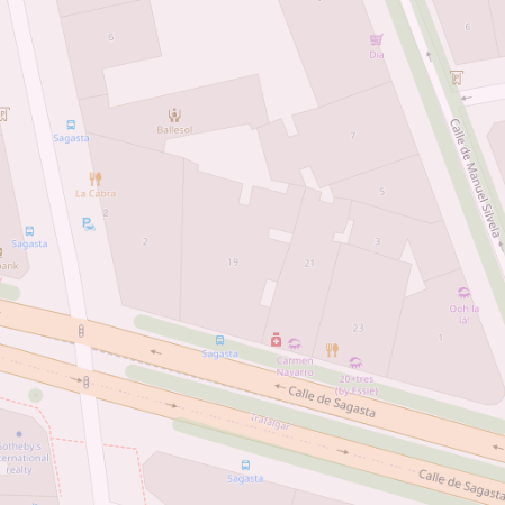 6
6
Dia
P
P
Ballesol
Sagasta
7
Calle de Manuel Silvela
La Cabra
5
2
2
Sagasta
3
ank
19
21
Ooh la
là!
23
1
Sagasta
Carmen
Navarro
20+tres
(by Essie)
Calle de Sagasta
Trafalgar
Sotheby's
ternational
realty
Sagasta
Calle de Sagasta